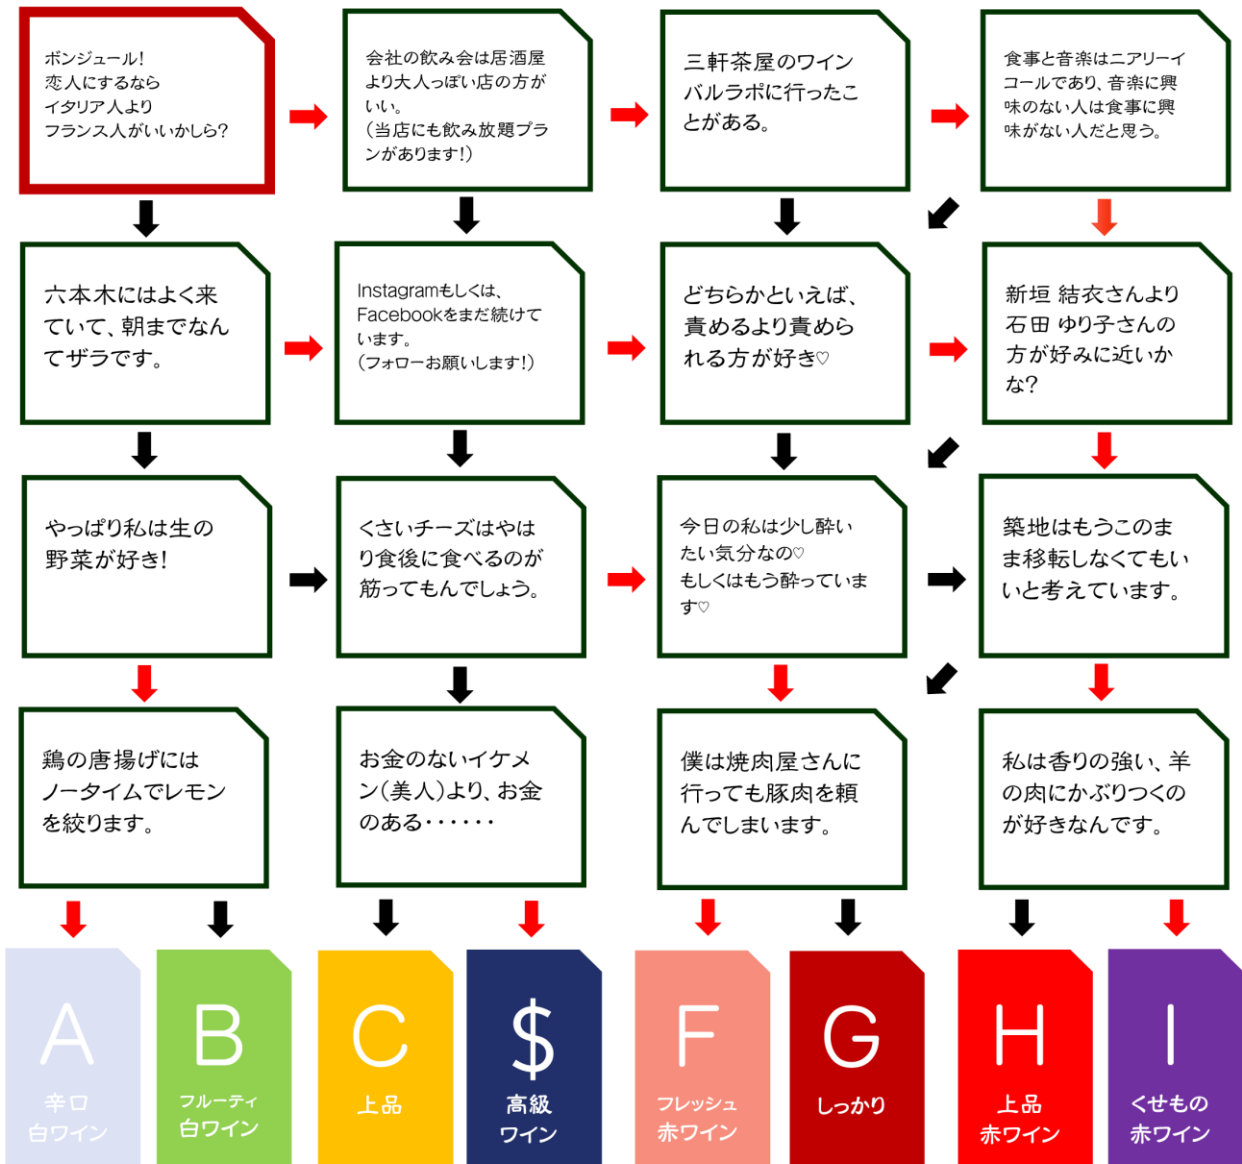 ボンジュール!
恋人にするなら
イタリア人より
フランス人がいいかしら?
会社の飲み会は居酒屋
より大人っぽい店の方が
いい。
(当店にも飲み放題プラ
ンがあります!)
三軒茶屋のワイン
バルラボに行ったこ
とがある。
食事と音楽はニアリーイ
コールであり、音楽に興
味のない人は食事に興
味がない人だと思う。
六本木にはよく来
ていて、朝までなん
てザラです。
Instagramもしくは、
Facebookをまだ続けて
います。
(フォローお願いします!)
どちらかといえば、
責めるより責めら
れる方が好き♡
新垣 結衣さんより
石田 ゆり子さんの
方が好みに近いか
な?
やっぱり私は生の
野菜が好き!
くさいチーズはやは
り食後に食べるのが
筋ってもんでしょう。
今日の私は少し酔い
たい気分なの♡
もしくはもう酔っていま
す♡
築地はもうこのま
ま移転しなくてもい
いと考えています。
鶏の唐揚げには
ノータイムでレモン
を絞ります。
お金のないイケメ
ン(美人)より、お金
のある・・・・・・
僕は焼肉屋さんに
行っても豚肉を頼
んでしまいます。
私は香りの強い、羊
の肉にかぶりつくの
が好きなんです。
A
辛口
白ワイン
B
フルーティ
白ワイン
C
上品
$
高級
ワイン
F
フレッシュ
赤ワイン
G
しっかり
H
上品
赤ワイン
I
くせもの
赤ワイン